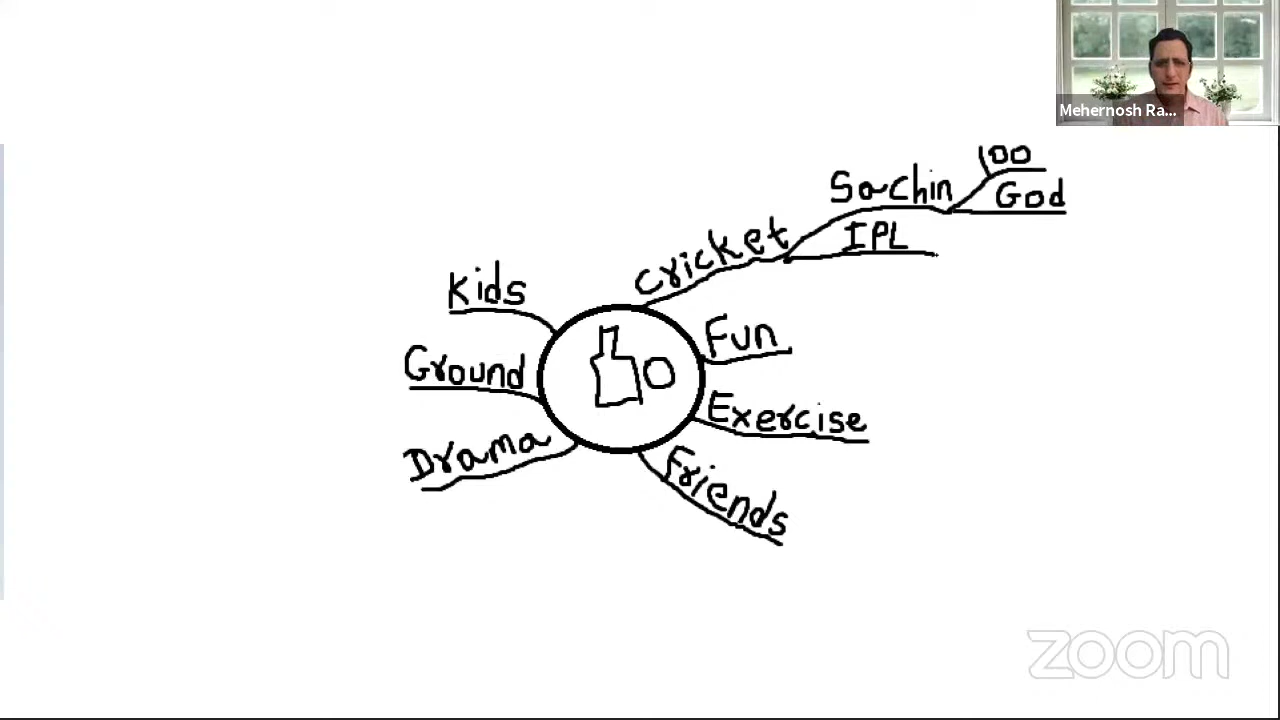 Mehernosh Ra...
100
Sachin
God
IPL
Cricket
Kids
Fun
Ground
Exercise
Drama
Friends
zoom